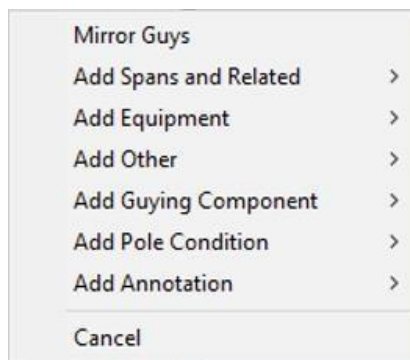 Mirror Guys
Add Spans and Related
Add Equipment
Add Other
Add Guying Component
Add Pole Condition
Add Annotation
Cancel